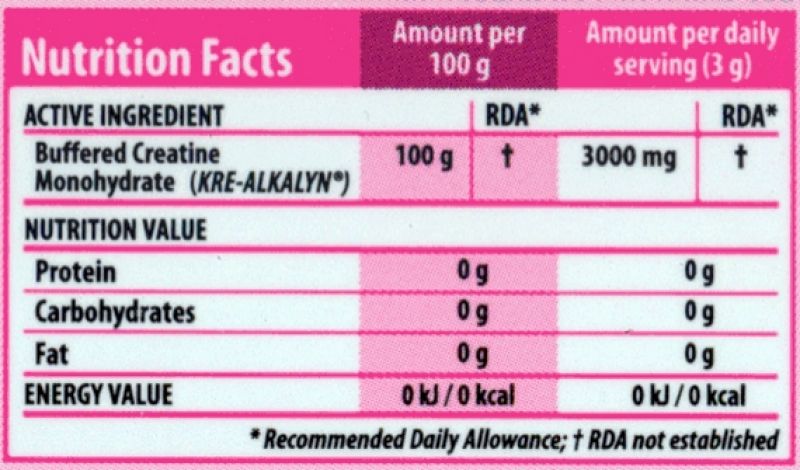 Nutrition Facts Amount per 100 g Amount per daily serving (3 g)
ACTIVE INGREDIENT RDA* RDA*
Buffered Creatine
Monohydrate (KRE-ALKALYN®) 100 g † 3000 mg †
NUTRITION VALUE
Protein 0 g 0 g
Carbohydrates 0 g 0 g
Fat 0 g 0 g
ENERGY VALUE 0 kJ / 0 kcal 0 kJ / 0 kcal
* Recommended Daily Allowance; † RDA not established